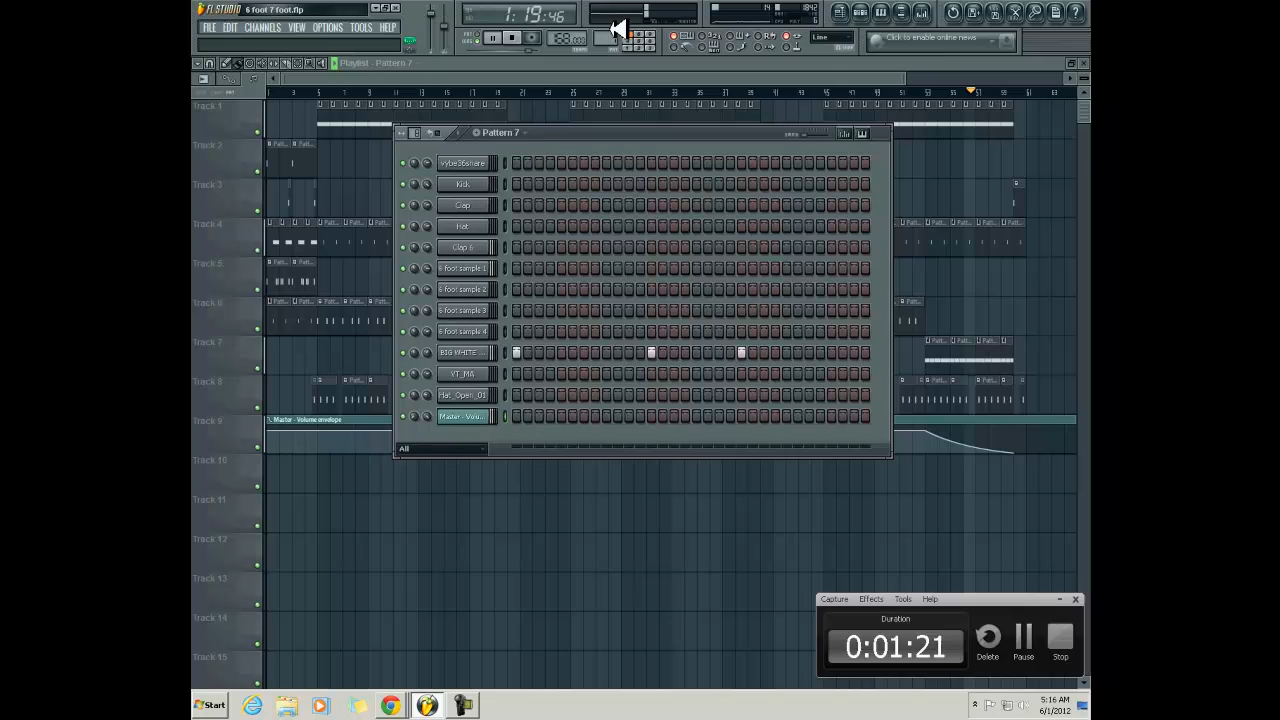 FL STUDIO 6 foot 7 foot.flp
1:19:46
FILE EDIT CHANNELS VIEW OPTIONS TOOLS HELP
Line
Click to enable online news
Playlist - Pattern 7
Track 1
Track 2
Track 3
Track 4
Track 5
Track 6
Track 7
Track 8
Track 9
Master - Volume envelope
Track 10
Track 11
Track 12
Track 13
Track 14
Track 15
Pattern 7
vybe36snare
Kick
Clap
Hat
Clap 6
6 foot sample 1
6 foot sample 2
6 foot sample 3
6 foot sample 4
BIG WHITE ...
VT_MA
Hat_Open_01
Master - Volu...
All
Capture Effects Tools Help
Duration
0:01:21
Delete Pause Stop
Start
5:16 AM
6/1/2012